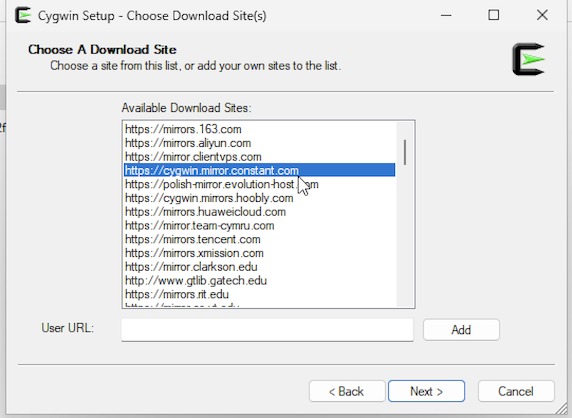 Cygwin Setup - Choose Download Site(s)
Choose A Download Site
Choose a site from this list, or add your own sites to the list.
Available Download Sites:
https://mirrors.163.com
https://mirrors.aliyun.com
https://mirror.clientvps.com
https://cygwin.mirror.constant.com
https://polish-mirror.evolution-host.com
https://cygwin.mirrors.hoobly.com
https://mirrors.huaweicloud.com
https://mirror.team-cymru.com
https://mirrors.tencent.com
https://mirrors.xmission.com
https://mirror.clarkson.edu
http://www.gtlib.gatech.edu
https://mirrors.rit.edu
User URL:
Add
< Back
Next >
Cancel